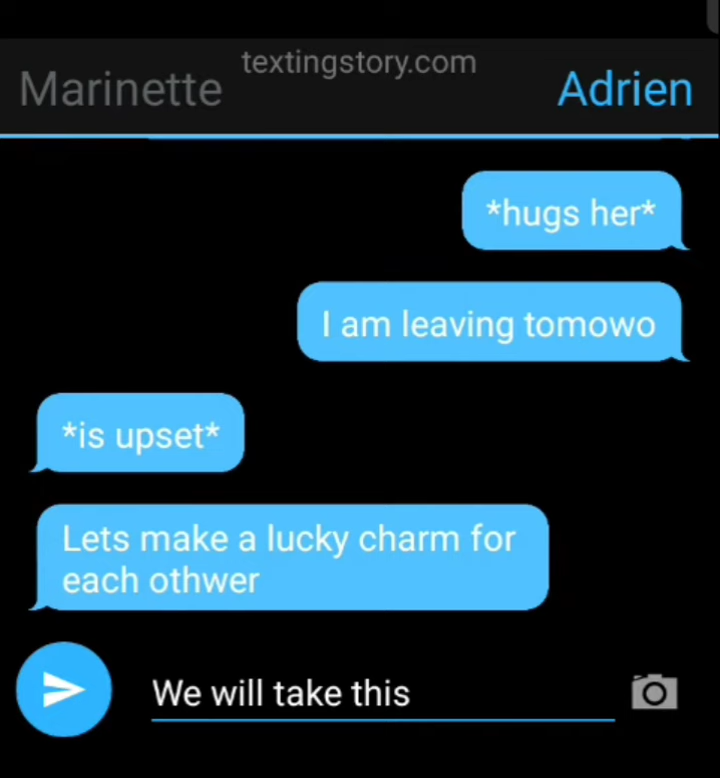 textingstory.com
Marinette
Adrien
*hugs her*
I am leaving tomowo
*is upset*
Lets make a lucky charm for
each othwer
We will take this